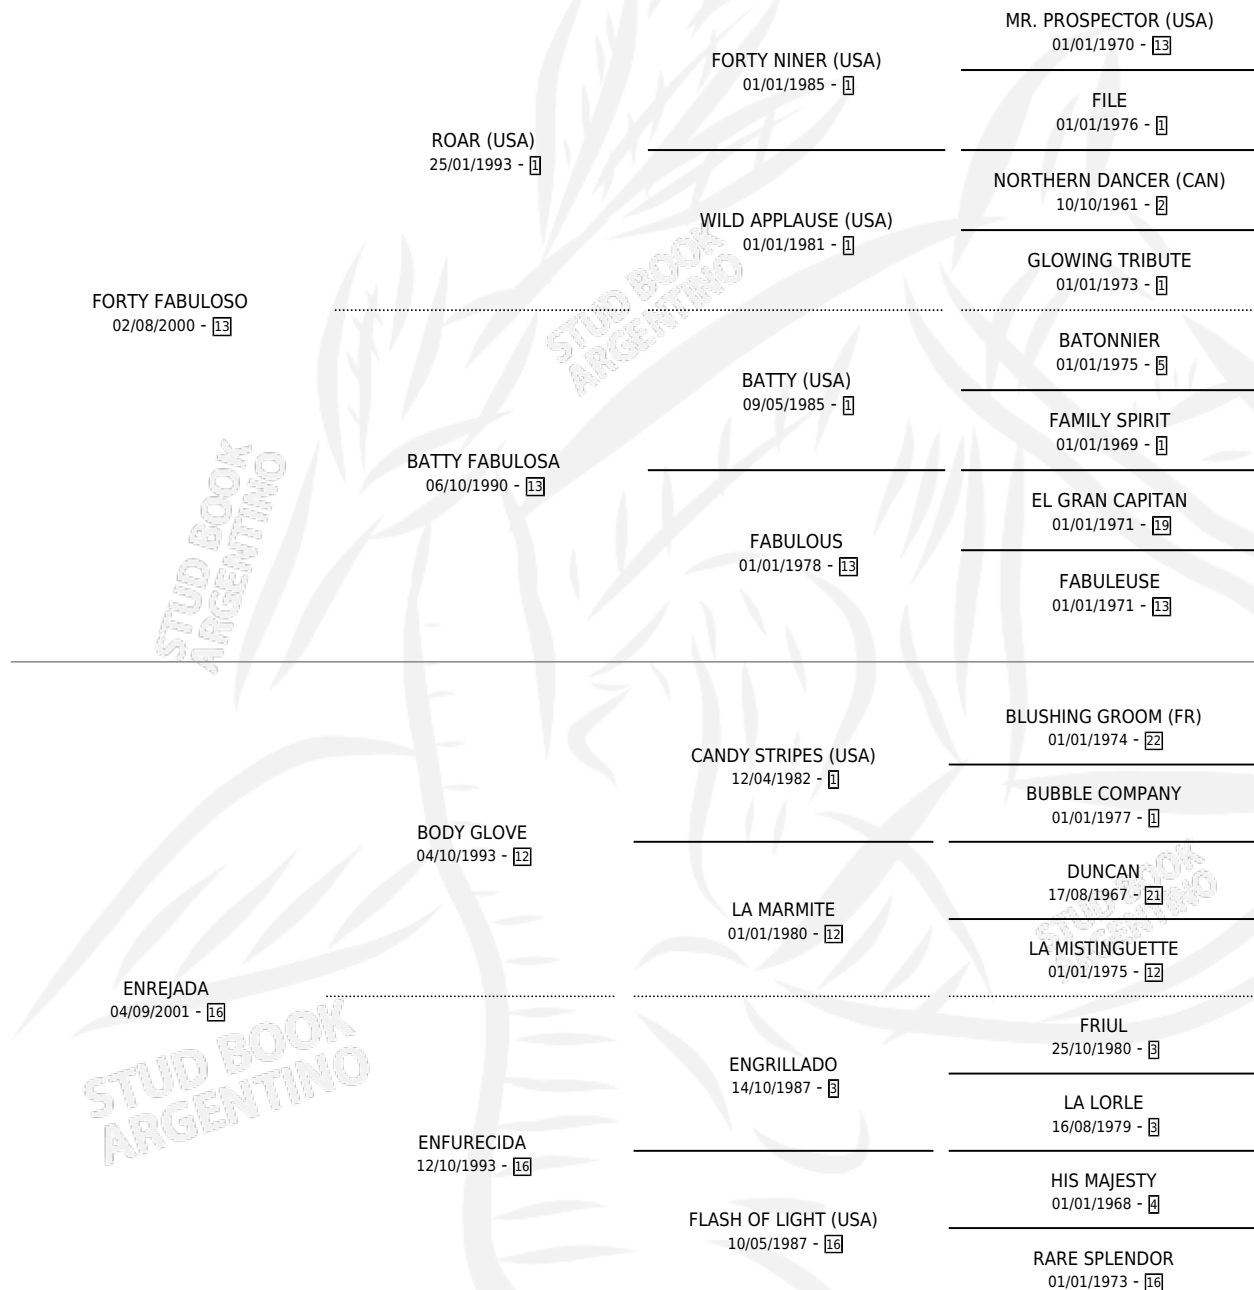 MR. PROSPECTOR (USA)
01/01/1970 - 13
FORTY NINER (USA)
01/01/1985 - 1
FILE
01/01/1976 - 1
ROAR (USA)
25/01/1993 - 1
NORTHERN DANCER (CAN)
10/10/1961 - 2
WILD APPLAUSE (USA)
01/01/1981 - 1
GLOWING TRIBUTE
01/01/1973 - 1
FORTY FABULOSO
02/08/2000 - 13
BATONNIER
01/01/1975 - 5
BATTY (USA)
09/05/1985 - 1
FAMILY SPIRIT
01/01/1969 - 1
BATTY FABULOSA
06/10/1990 - 13
EL GRAN CAPITAN
01/01/1971 - 19
FABULOUS
01/01/1978 - 13
FABULEUSE
01/01/1971 - 13
BLUSHING GROOM (FR)
01/01/1974 - 22
CANDY STRIPES (USA)
12/04/1982 - 1
BUBBLE COMPANY
01/01/1977 - 1
BODY GLOVE
04/10/1993 - 12
DUNCAN
17/08/1967 - 21
LA MARMITE
01/01/1980 - 12
LA MISTINGUETTE
01/01/1975 - 12
ENREJADA
04/09/2001 - 16
FRIUL
25/10/1980 - 3
ENGRILLADO
14/10/1987 - 3
LA LORLE
16/08/1979 - 3
ENFURECIDA
12/10/1993 - 16
HIS MAJESTY
01/01/1968 - 4
FLASH OF LIGHT (USA)
10/05/1987 - 16
RARE SPLENDOR
01/01/1973 - 16
STUD BOOK
ARGENTINO
STUD BOOK
ARGENTINO
STUD BOOK
ARGENTINO
STUD BOOK
ARGENTINO